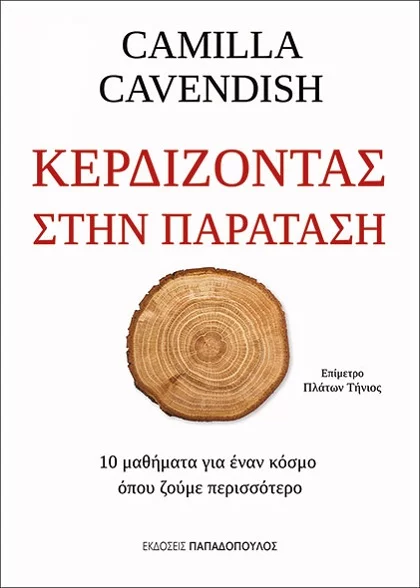 CAMILLA
CAVENDISH
ΚΕΡΔΙΖΟΝΤΑΣ
ΣΤΗΝ ΠΑΡΑΤΑΣΗ
Επίμετρο
Πλάτων Τήνιος
10 μαθήματα για έναν κόσμο
όπου ζούμε περισσότερο
ΕΚΔΟΣΕΙΣ ΠΑΠΑΔΟΠΟΥΛΟΣ